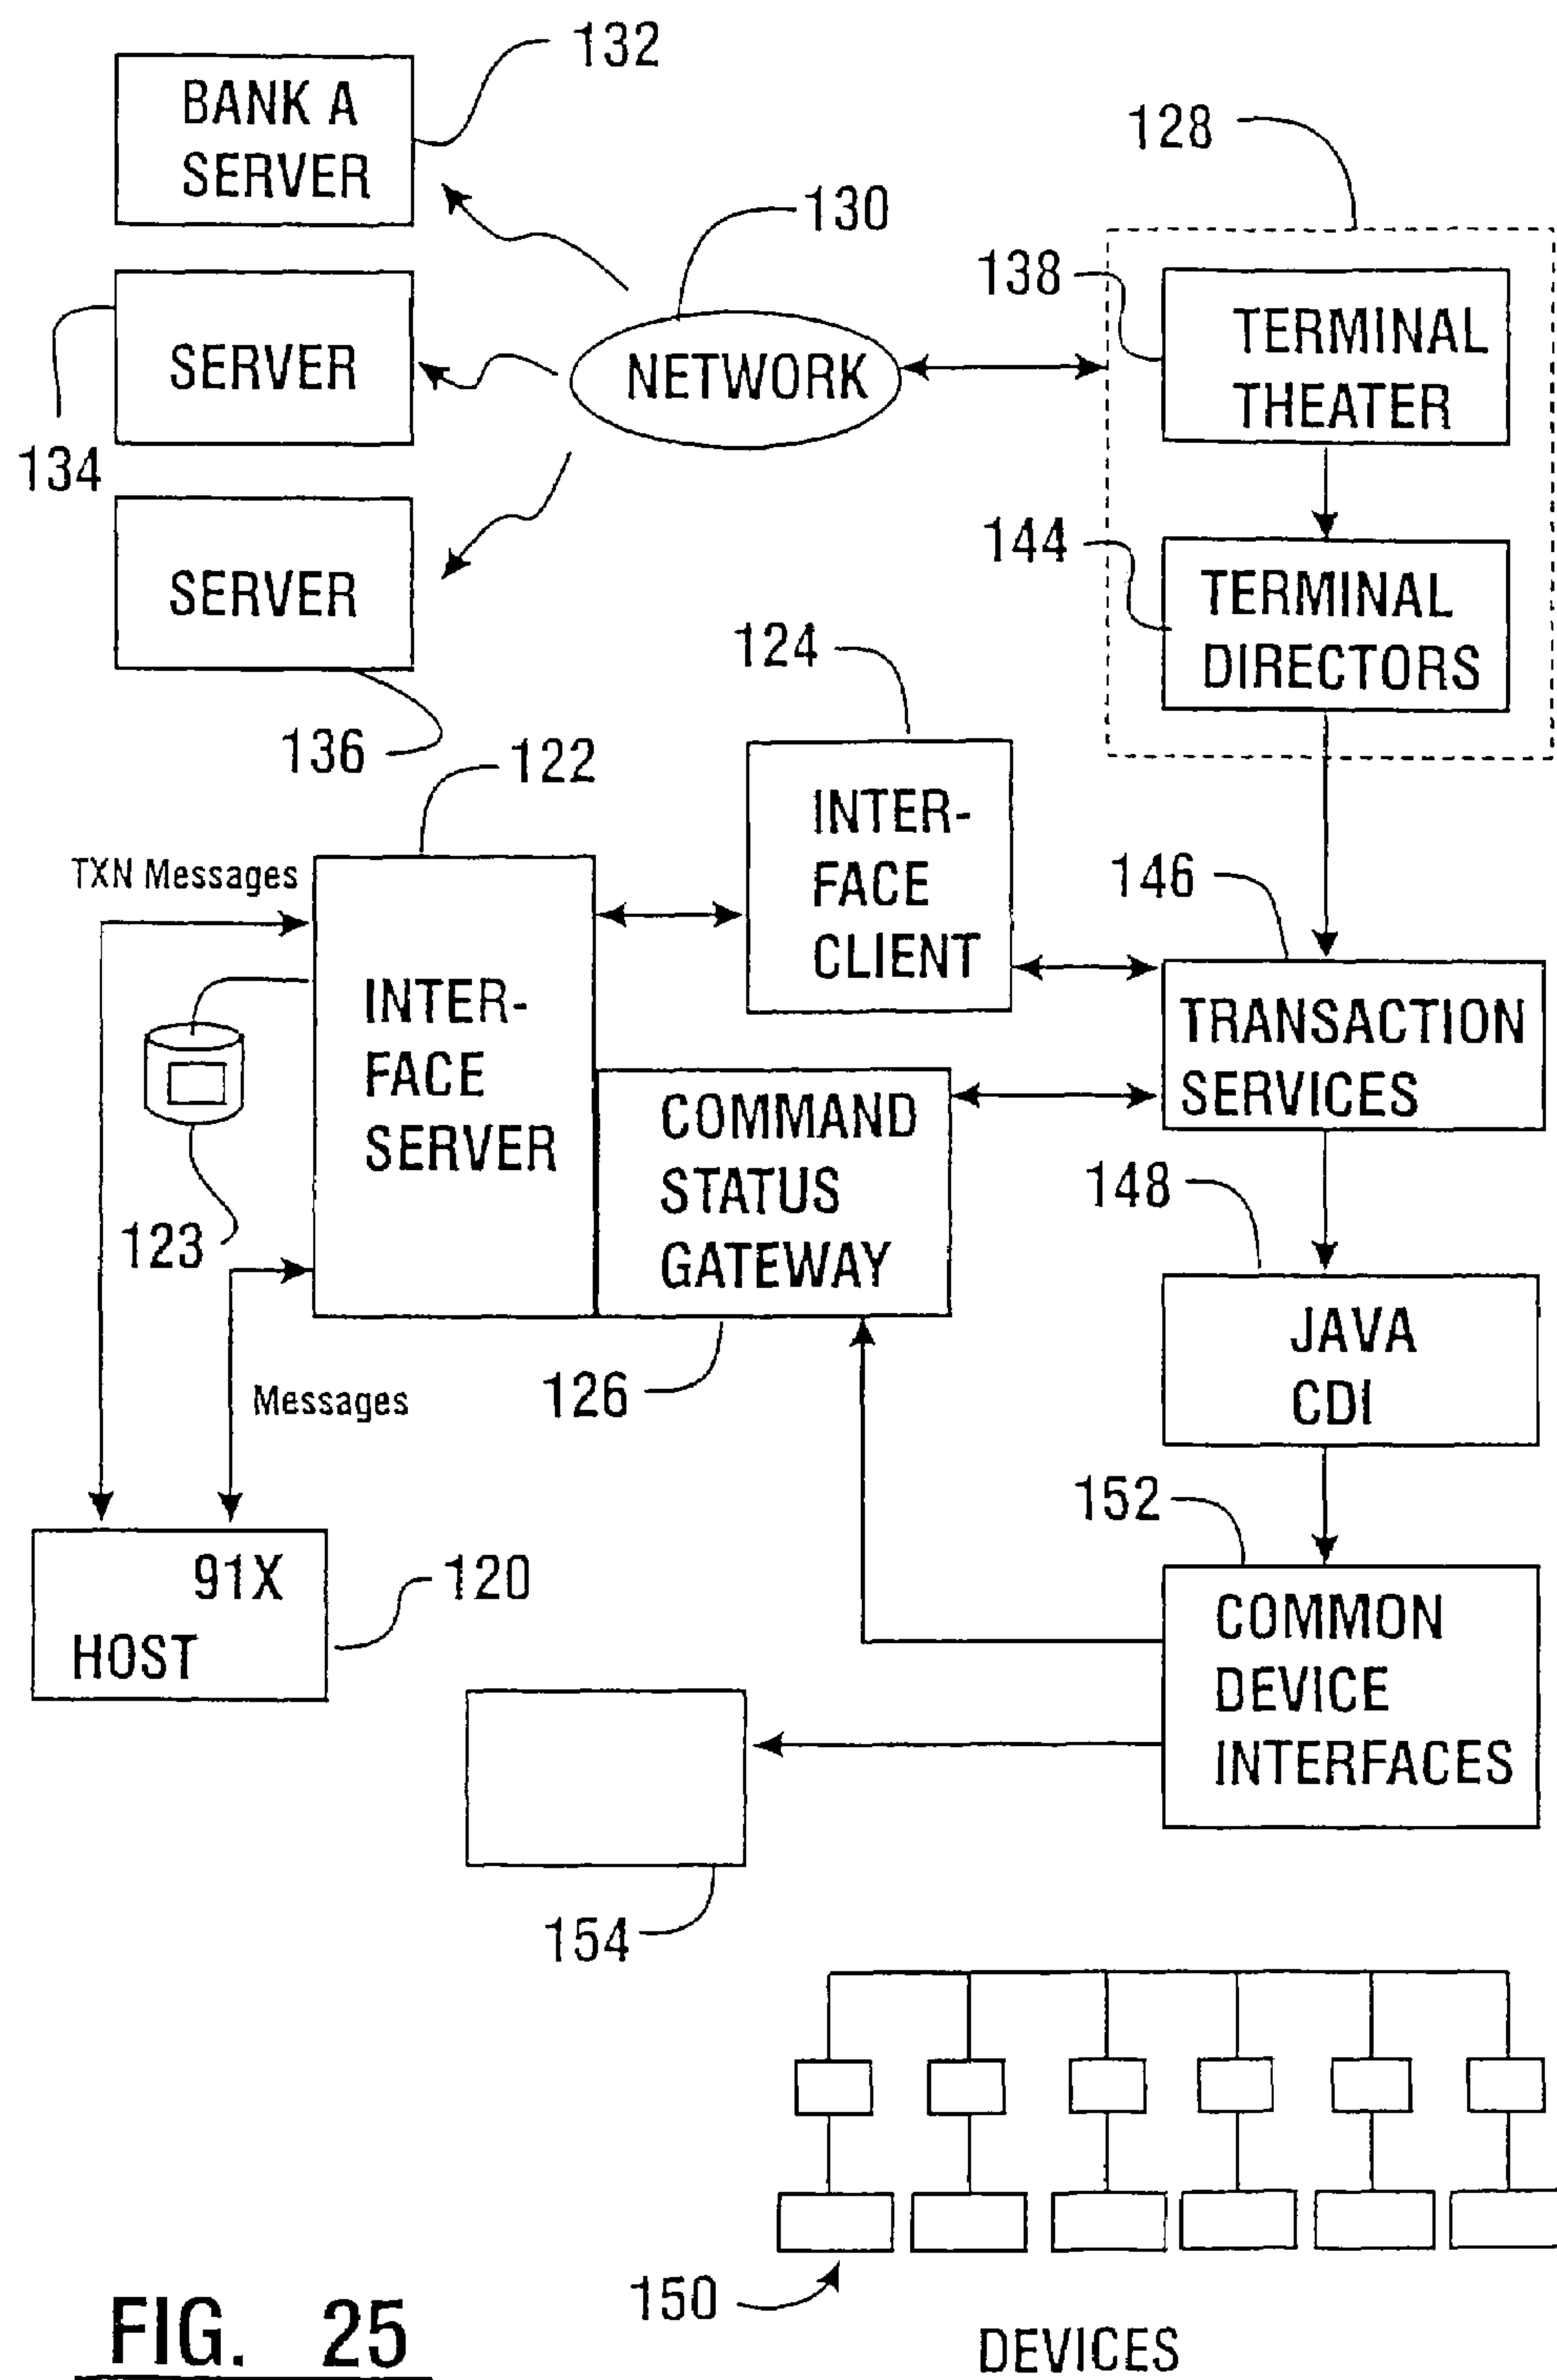 132
BANK A
SERVER
128
130
138
TERMINAL
THEATER
SERVER
NETWORK
134
144
TERMINAL
DIRECTORS
SERVER
124
136
122
INTER-
FACE
CLIENT
TXN Messages
146
INTER-
FACE
SERVER
TRANSACTION
SERVICES
COMMAND
STATUS
GATEWAY
123
148
JAVA
CDI
126
Messages
152
91X
HOST
120
COMMON
DEVICE
INTERFACES
154
150
DEVICES
FIG. 25